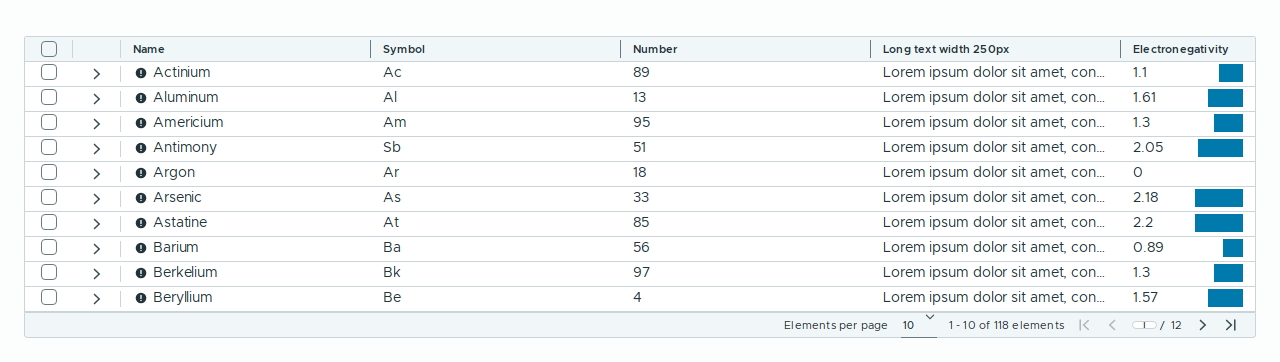 Name Symbol Number Long text width 250px Electronegativity
Actinium Ac 89 Lorem ipsum dolor sit amet, con... 1.1
Aluminum Al 13 Lorem ipsum dolor sit amet, con... 1.61
Americium Am 95 Lorem ipsum dolor sit amet, con... 1.3
Antimony Sb 51 Lorem ipsum dolor sit amet, con... 2.05
Argon Ar 18 Lorem ipsum dolor sit amet, con... 0
Arsenic As 33 Lorem ipsum dolor sit amet, con... 2.18
Astatine At 85 Lorem ipsum dolor sit amet, con... 2.2
Barium Ba 56 Lorem ipsum dolor sit amet, con... 0.89
Berkelium Bk 97 Lorem ipsum dolor sit amet, con... 1.3
Beryllium Be 4 Lorem ipsum dolor sit amet, con... 1.57
Elements per page 10 1 - 10 of 118 elements 1 / 12